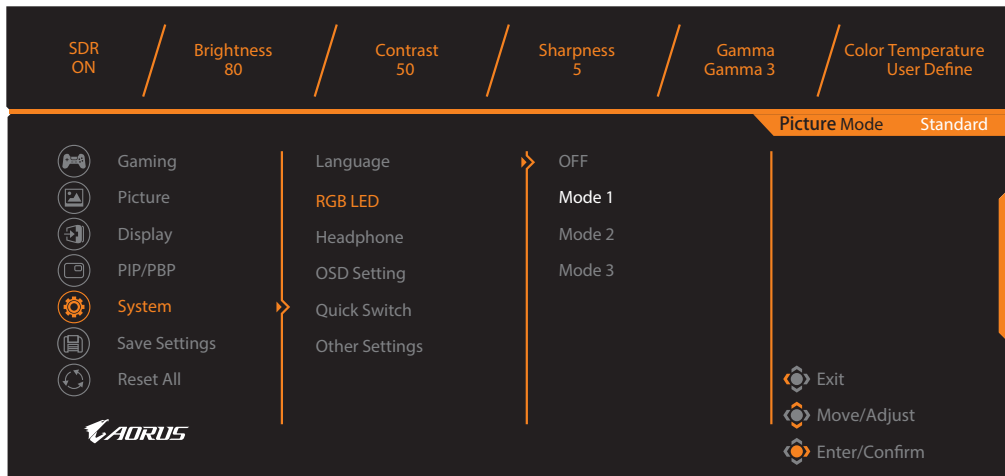 SDR
ON
Brightness
80
Contrast
50
Sharpness
5
Gamma
Gamma 3
Color Temperature
User Define
Picture Mode Standard
Gaming
Picture
Display
PIP/PBP
System
Save Settings
Reset All
Language
RGB LED
Headphone
OSD Setting
Quick Switch
Other Settings
OFF
Mode 1
Mode 2
Mode 3
Exit
Move/Adjust
Enter/Confirm
AORUS